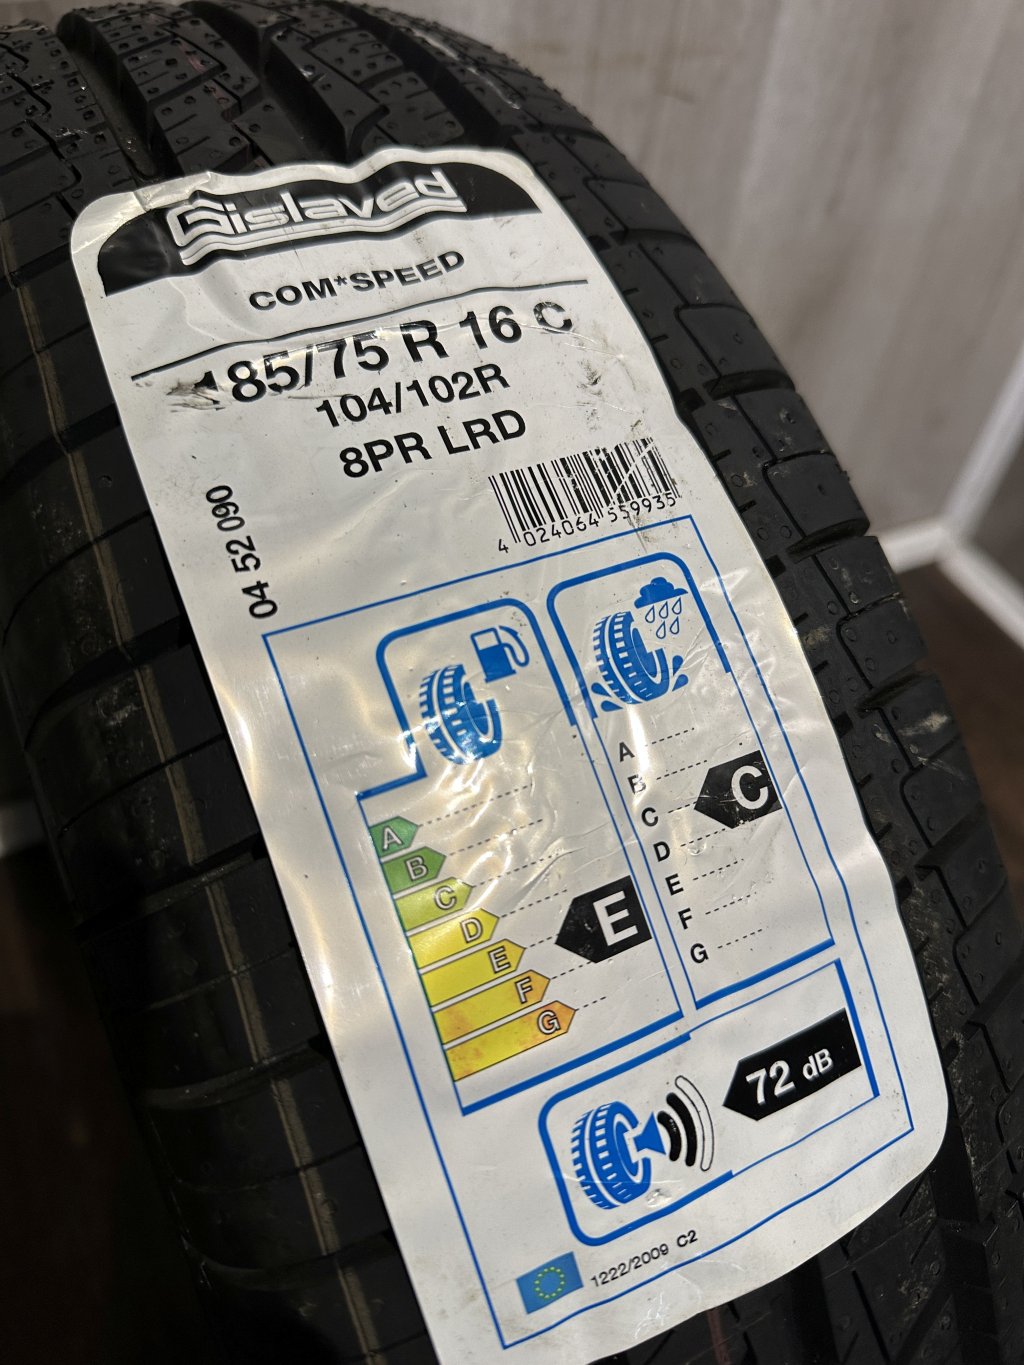 Gislaved
COM*SPEED
185/75 R 16 C
104/102R
8PR LRD
04 52 090
4 024064 559935
A
B
C
D
E
F
G
E
A
B
C
D
E
F
G
C
72 dB
1222/2009 C2